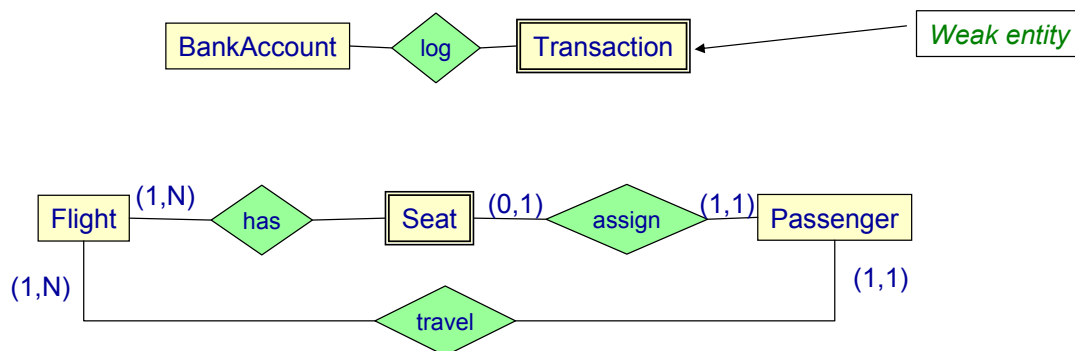 BankAccount
log
Transaction
Weak entity
Flight
(1,N)
has
Seat
(0,1)
assign
(1,1)
Passenger
(1,N)
travel
(1,1)